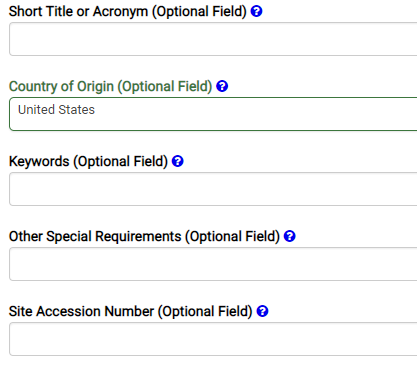 Short Title or Acronym (Optional Field) ?
Country of Origin (Optional Field) ?
United States
Keywords (Optional Field) ?
Other Special Requirements (Optional Field) ?
Site Accession Number (Optional Field) ?